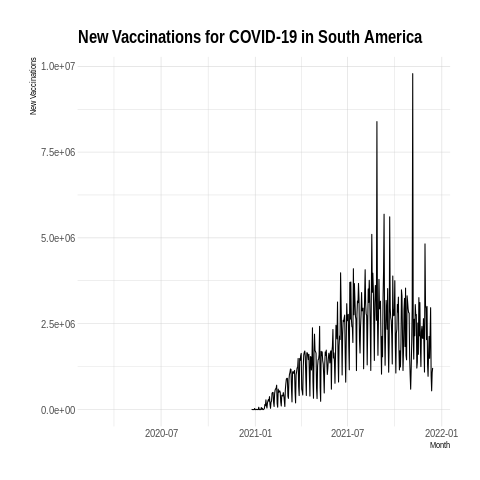 New Vaccinations for COVID-19 in South America
New Vaccinations
1.0e+07
7.5e+06
5.0e+06
2.5e+06
0.0e+00
2020-07
2021-01
2021-07
2022-01
Month